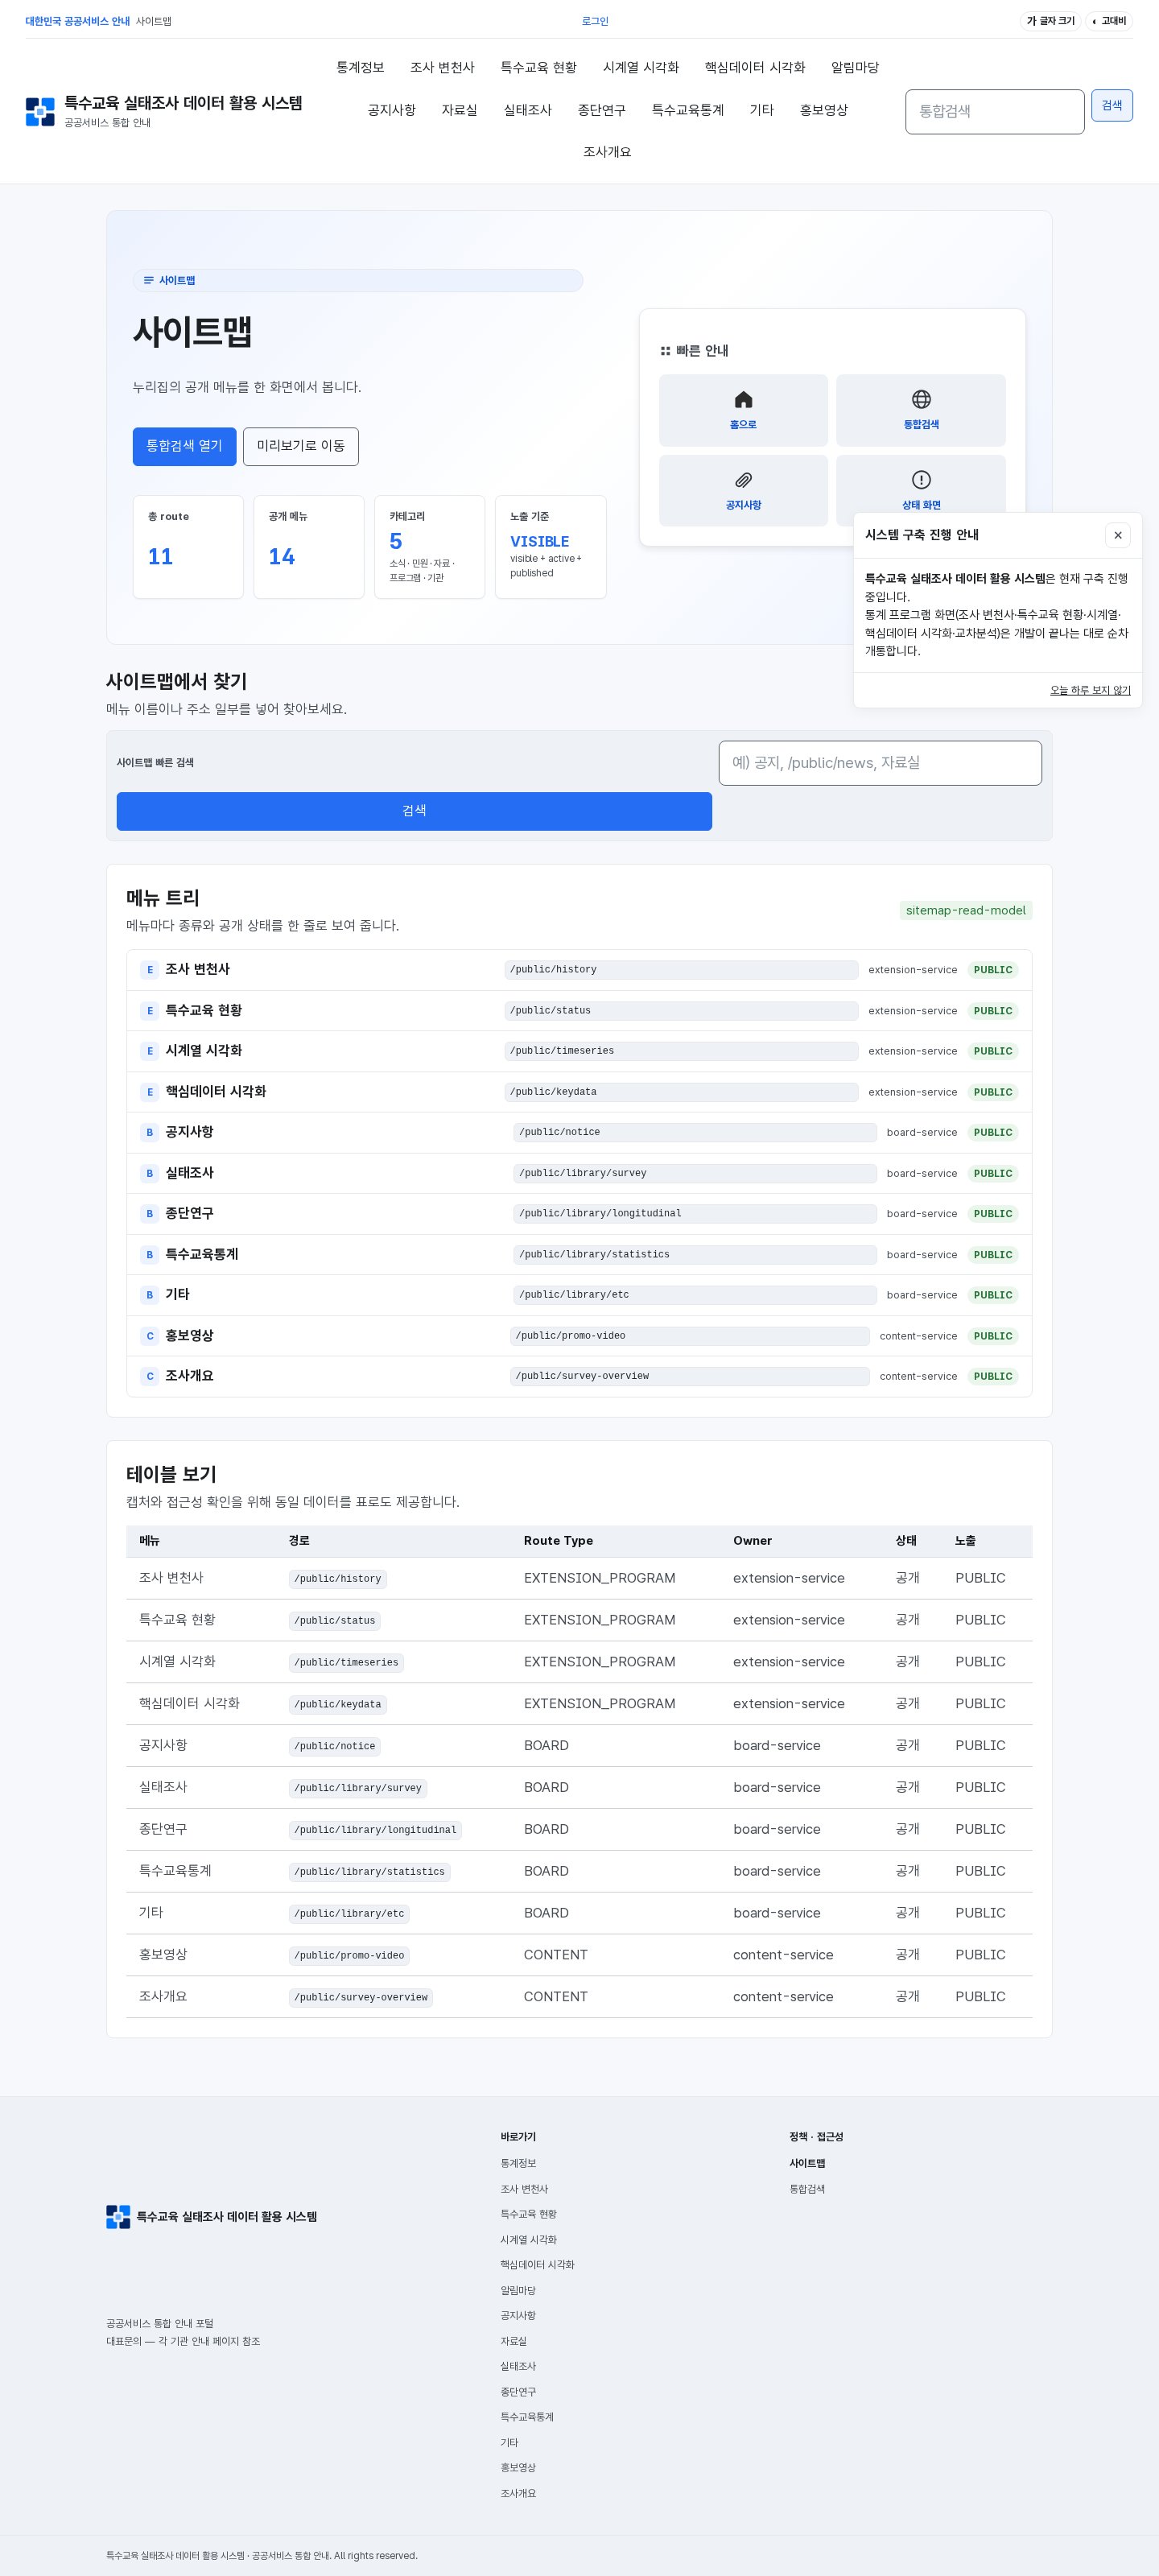 대한민국 공공서비스 안내 사이트맵
로그인
가 글자 크기
고대비
특수교육 실태조사 데이터 활용 시스템
공공서비스 통합 안내
통계정보 조사 변천사 특수교육 현황 시계열 시각화 핵심데이터 시각화 알림마당
공지사항 자료실 실태조사 종단연구 특수교육통계 기타 홍보영상
조사개요
통합검색
검색
사이트맵
사이트맵
누리집의 공개 메뉴를 한 화면에서 봅니다.
통합검색 열기
미리보기로 이동
총 route
11
공개 메뉴
14
카테고리
5
소식 · 민원 · 자료 ·
프로그램 · 기관
노출 기준
VISIBLE
visible + active +
published
빠른 안내
홈으로
통합검색
공지사항
상태 화면
시스템 구축 진행 안내
✕
특수교육 실태조사 데이터 활용 시스템은 현재 구축 진행
중입니다.
통계 프로그램 화면(조사 변천사·특수교육 현황·시계열·
핵심데이터 시각화·교차분석)은 개발이 끝나는 대로 순차
개통합니다.
오늘 하루 보지 않기
사이트맵에서 찾기
메뉴 이름이나 주소 일부를 넣어 찾아보세요.
사이트맵 빠른 검색
예) 공지, /public/news, 자료실
검색
메뉴 트리
메뉴마다 종류와 공개 상태를 한 줄로 보여 줍니다.
sitemap-read-model
E 조사 변천사 /public/history extension-service PUBLIC
E 특수교육 현황 /public/status extension-service PUBLIC
E 시계열 시각화 /public/timeseries extension-service PUBLIC
E 핵심데이터 시각화 /public/keydata extension-service PUBLIC
B 공지사항 /public/notice board-service PUBLIC
B 실태조사 /public/library/survey board-service PUBLIC
B 종단연구 /public/library/longitudinal board-service PUBLIC
B 특수교육통계 /public/library/statistics board-service PUBLIC
B 기타 /public/library/etc board-service PUBLIC
C 홍보영상 /public/promo-video content-service PUBLIC
C 조사개요 /public/survey-overview content-service PUBLIC
테이블 보기
캡처와 접근성 확인을 위해 동일 데이터를 표로도 제공합니다.
메뉴 경로 Route Type Owner 상태 노출
조사 변천사 /public/history EXTENSION_PROGRAM extension-service 공개 PUBLIC
특수교육 현황 /public/status EXTENSION_PROGRAM extension-service 공개 PUBLIC
시계열 시각화 /public/timeseries EXTENSION_PROGRAM extension-service 공개 PUBLIC
핵심데이터 시각화 /public/keydata EXTENSION_PROGRAM extension-service 공개 PUBLIC
공지사항 /public/notice BOARD board-service 공개 PUBLIC
실태조사 /public/library/survey BOARD board-service 공개 PUBLIC
종단연구 /public/library/longitudinal BOARD board-service 공개 PUBLIC
특수교육통계 /public/library/statistics BOARD board-service 공개 PUBLIC
기타 /public/library/etc BOARD board-service 공개 PUBLIC
홍보영상 /public/promo-video CONTENT content-service 공개 PUBLIC
조사개요 /public/survey-overview CONTENT content-service 공개 PUBLIC
특수교육 실태조사 데이터 활용 시스템
공공서비스 통합 안내 포털
대표문의 — 각 기관 안내 페이지 참조
바로가기
통계정보
조사 변천사
특수교육 현황
시계열 시각화
핵심데이터 시각화
알림마당
공지사항
자료실
실태조사
종단연구
특수교육통계
기타
홍보영상
조사개요
정책 · 접근성
사이트맵
통합검색
특수교육 실태조사 데이터 활용 시스템 · 공공서비스 통합 안내. All rights reserved.